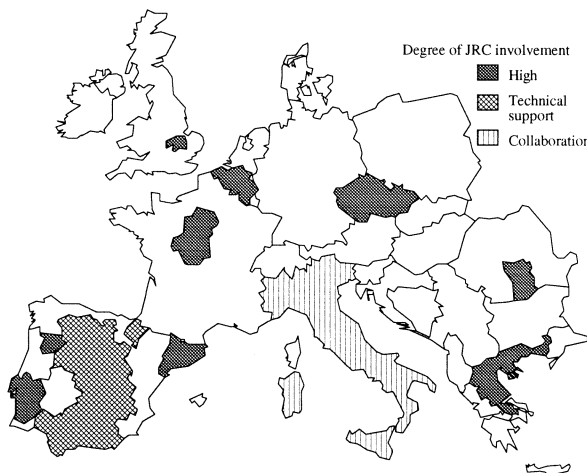 Degree of JRC involvement
High
Technical
support
Collaboration